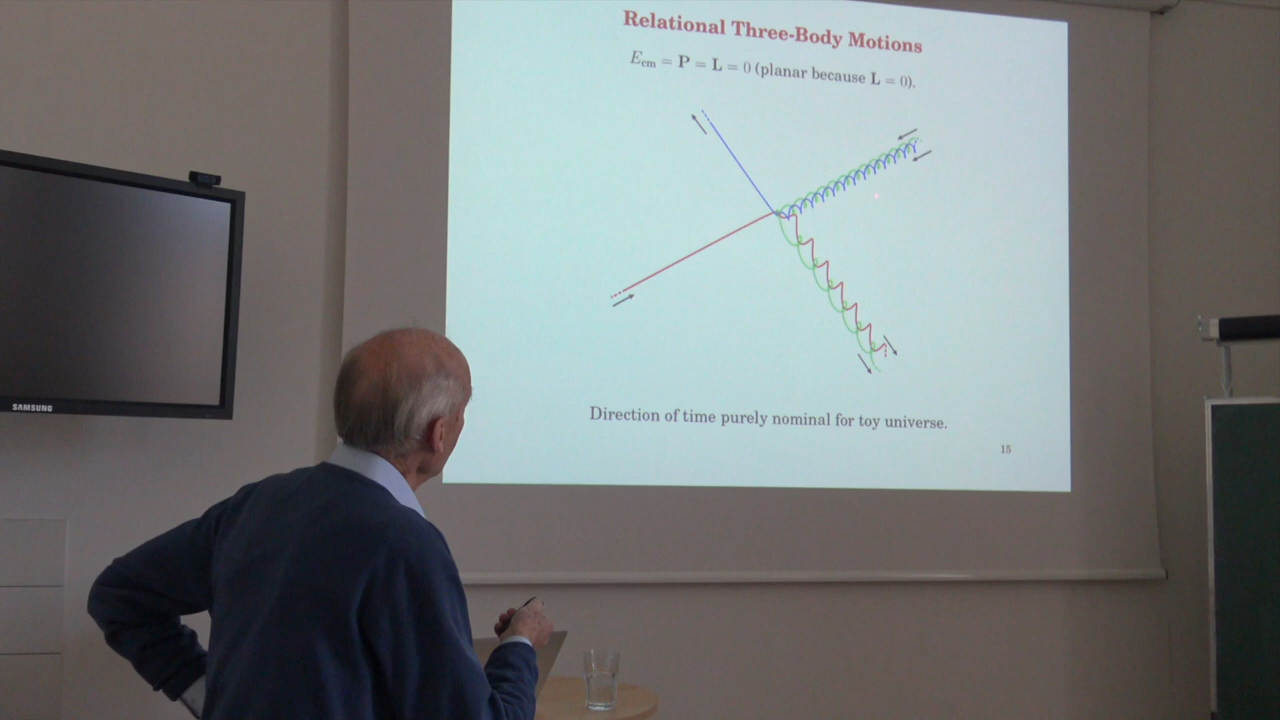 Relational Three-Body Motions
E_cm = P = L = 0 (planar because L = 0).
Direction of time purely nominal for toy universe.
15
SAMSUNG